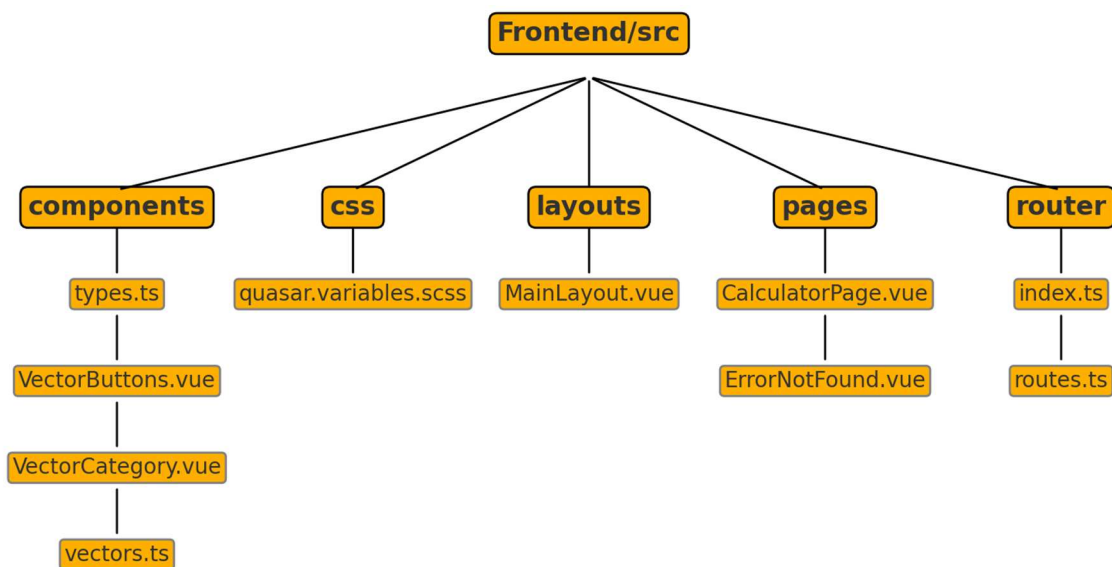 Frontend/src
components
css
layouts
pages
router
types.ts
quasar.variables.scss
MainLayout.vue
CalculatorPage.vue
index.ts
VectorButtons.vue
ErrorNotFound.vue
routes.ts
VectorCategory.vue
vectors.ts